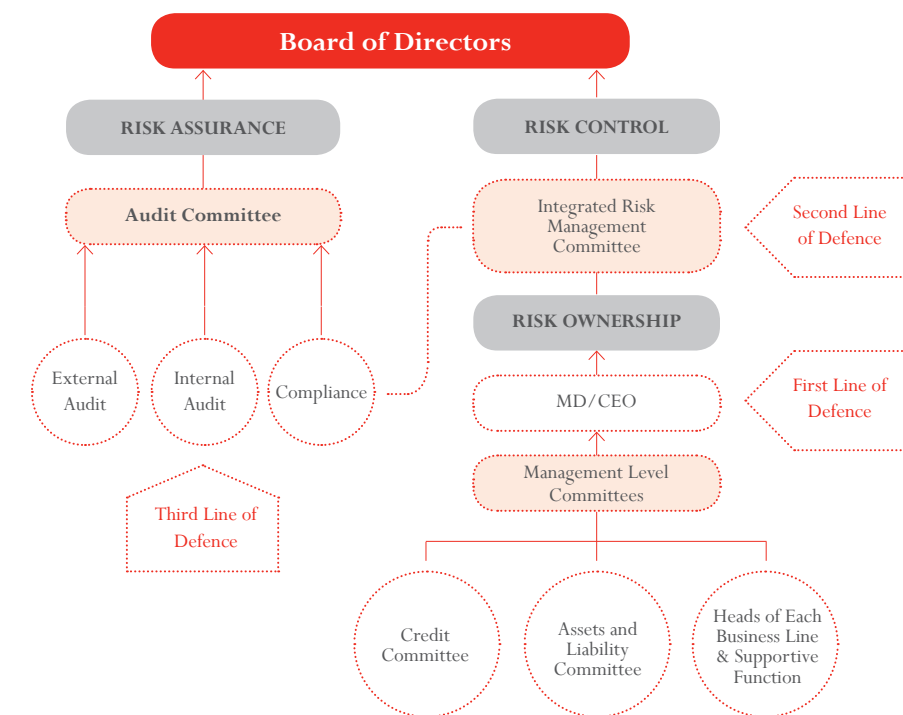 Board of Directors
RISK ASSURANCE
RISK CONTROL
Audit Committee
Integrated Risk
Management
Committee
Second Line
of Defence
RISK OWNERSHIP
External
Audit
Internal
Audit
Compliance
MD/CEO
First Line of
Defence
Management Level
Committees
Third Line of
Defence
Credit
Committee
Assets and
Liability
Committee
Heads of Each
Business Line
& Supportive
Function